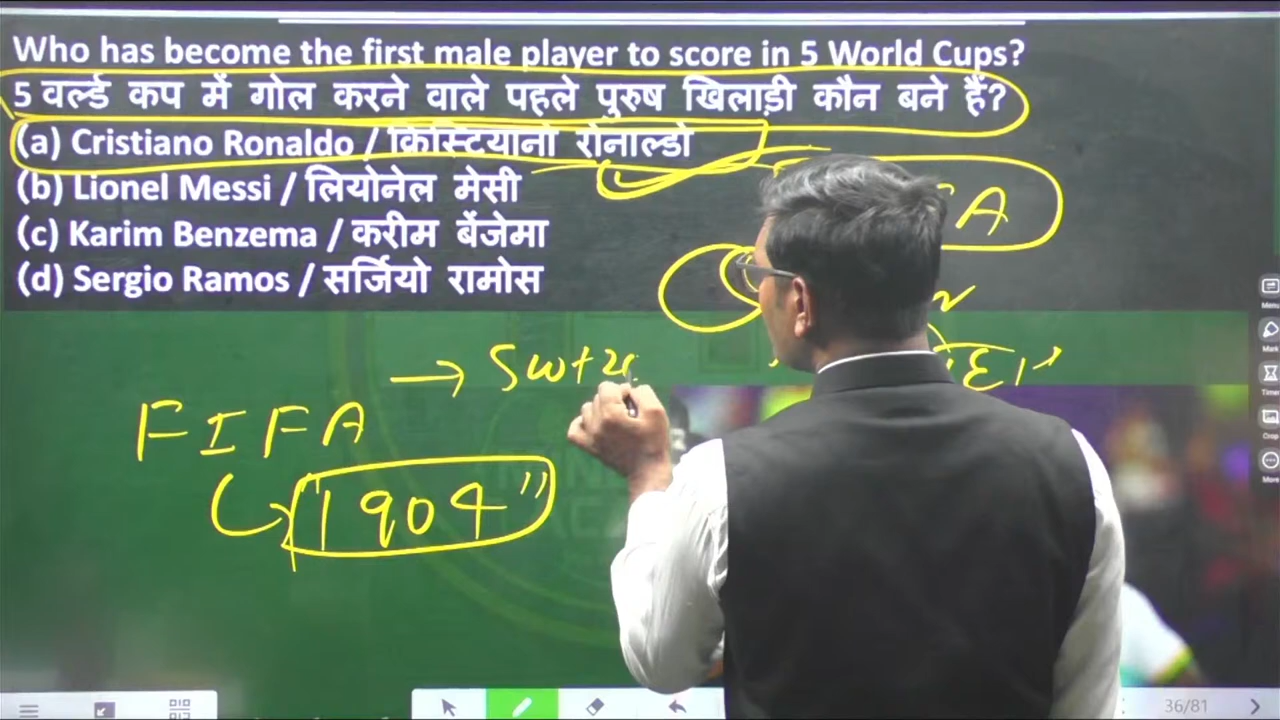 Who has become the first male player to score in 5 World Cups?
5 वर्ल्ड कप में गोल करने वाले पहले पुरुष खिलाड़ी कौन बने हैं?
(a) Cristiano Ronaldo / क्रिस्टियानो रोनाल्डो
(b) Lionel Messi / लियोनेल मेसी
(c) Karim Benzema / करीम बेंजेमा
(d) Sergio Ramos / सर्जियो रामोस
FIFA
"1904"
36/81